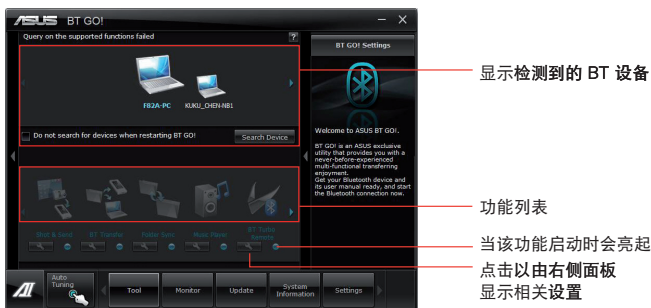 ASUS BT GO!
Query on the supported functions failed
?
BT GO! Settings
F82A-PC
KUKU_CHEN-NB1
Do not search for devices when restarting BT GO!
Search Device
Welcome to ASUS BT GO!.
BT GO! is an ASUS exclusive
utility that provides you with a
never-before-experienced
multi-functional transferring
enjoyment.
Get your Bluetooth device and
its user manual ready, and start
the Bluetooth connection now.
Shot & Send
BT Transfer
Folder Sync
Music Player
BT Turbo
Remote
Auto
Tuning
Tool
Monitor
Update
System
Information
Settings
显示检测到的 BT 设备
功能列表
当该功能启动时会亮起
点击以由右侧面板
显示相关设置